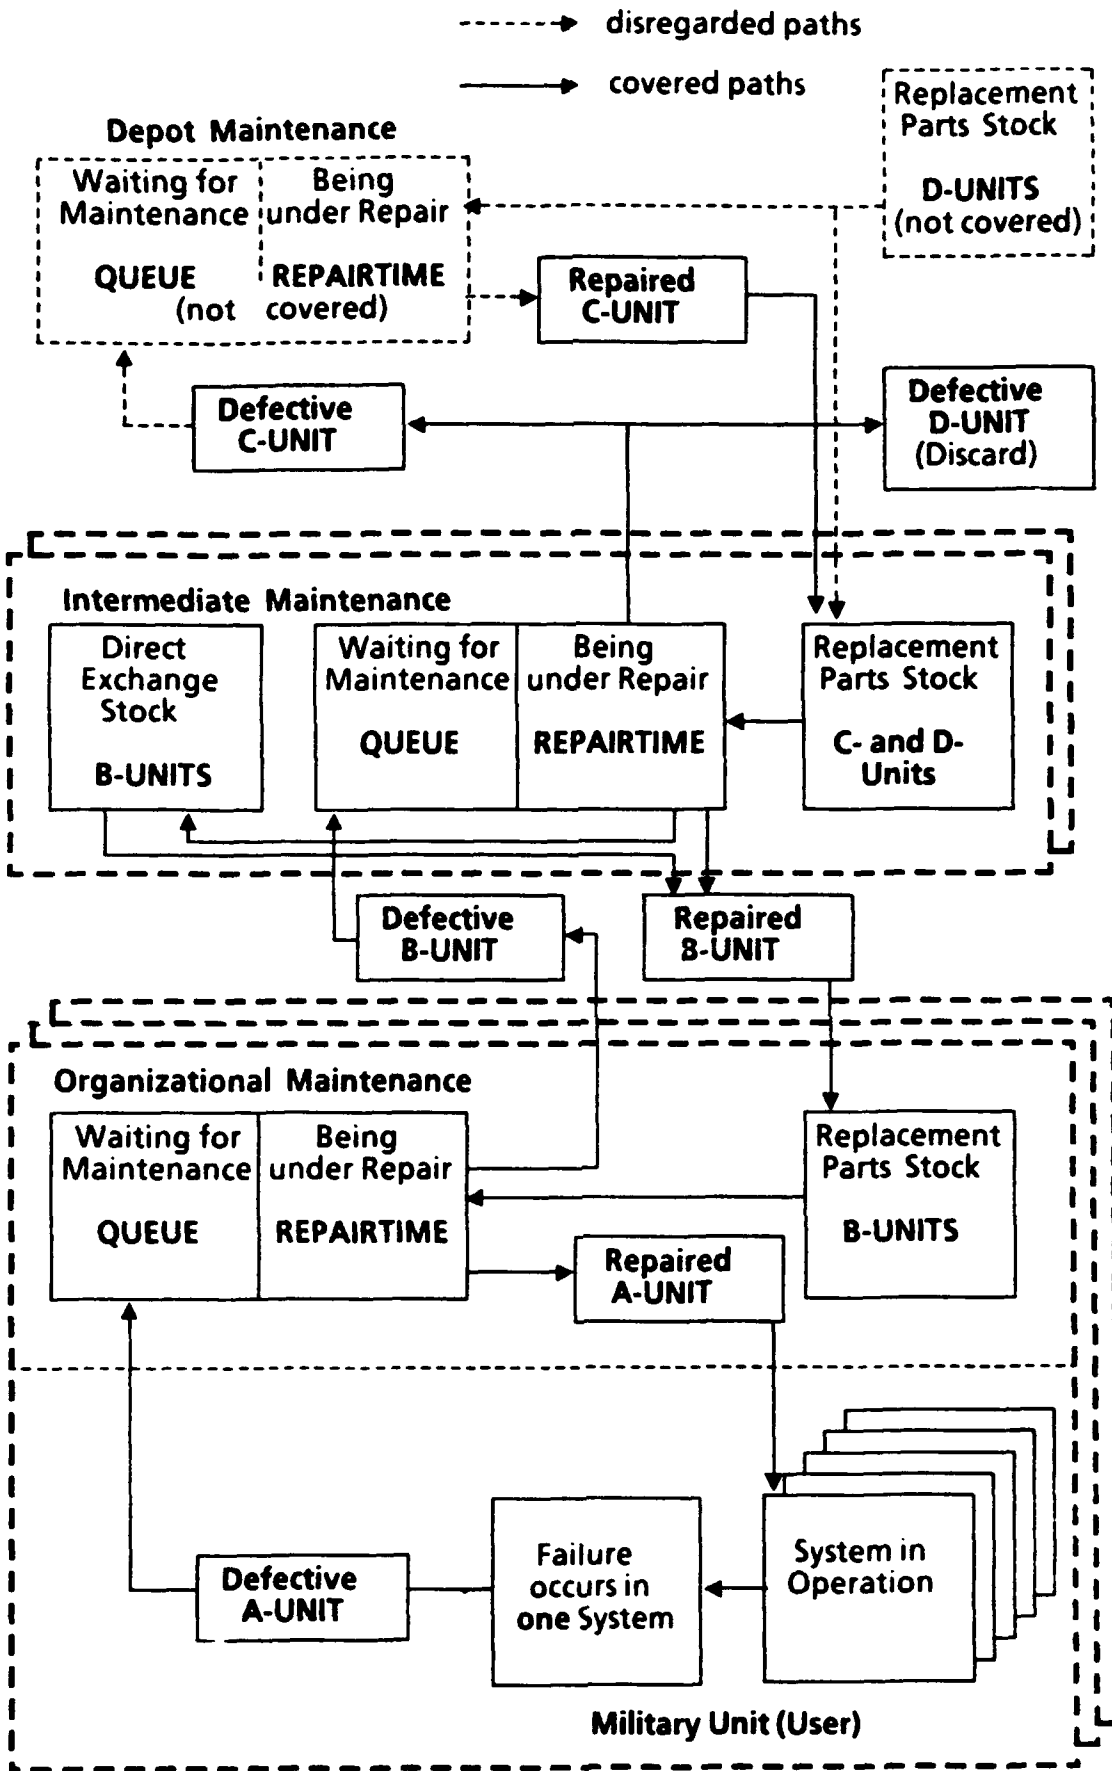 disregarded paths
covered paths
Replacement
Parts Stock
D-UNITS
(not covered)
Depot Maintenance
Waiting for
Maintenance
QUEUE
Being
under Repair
REPAIRTIME
(not covered)
Repaired
C-UNIT
Defective
C-UNIT
Defective
D-UNIT
(Discard)
Intermediate Maintenance
Direct
Exchange
Stock
B-UNITS
Waiting for
Maintenance
QUEUE
Being
under Repair
REPAIRTIME
Replacement
Parts Stock
C- and D-
Units
Defective
B-UNIT
Repaired
B-UNIT
Organizational Maintenance
Waiting for
Maintenance
QUEUE
Being
under Repair
REPAIRTIME
Replacement
Parts Stock
B-UNITS
Repaired
A-UNIT
Defective
A-UNIT
Failure
occurs in
one System
System in
Operation
Military Unit (User)